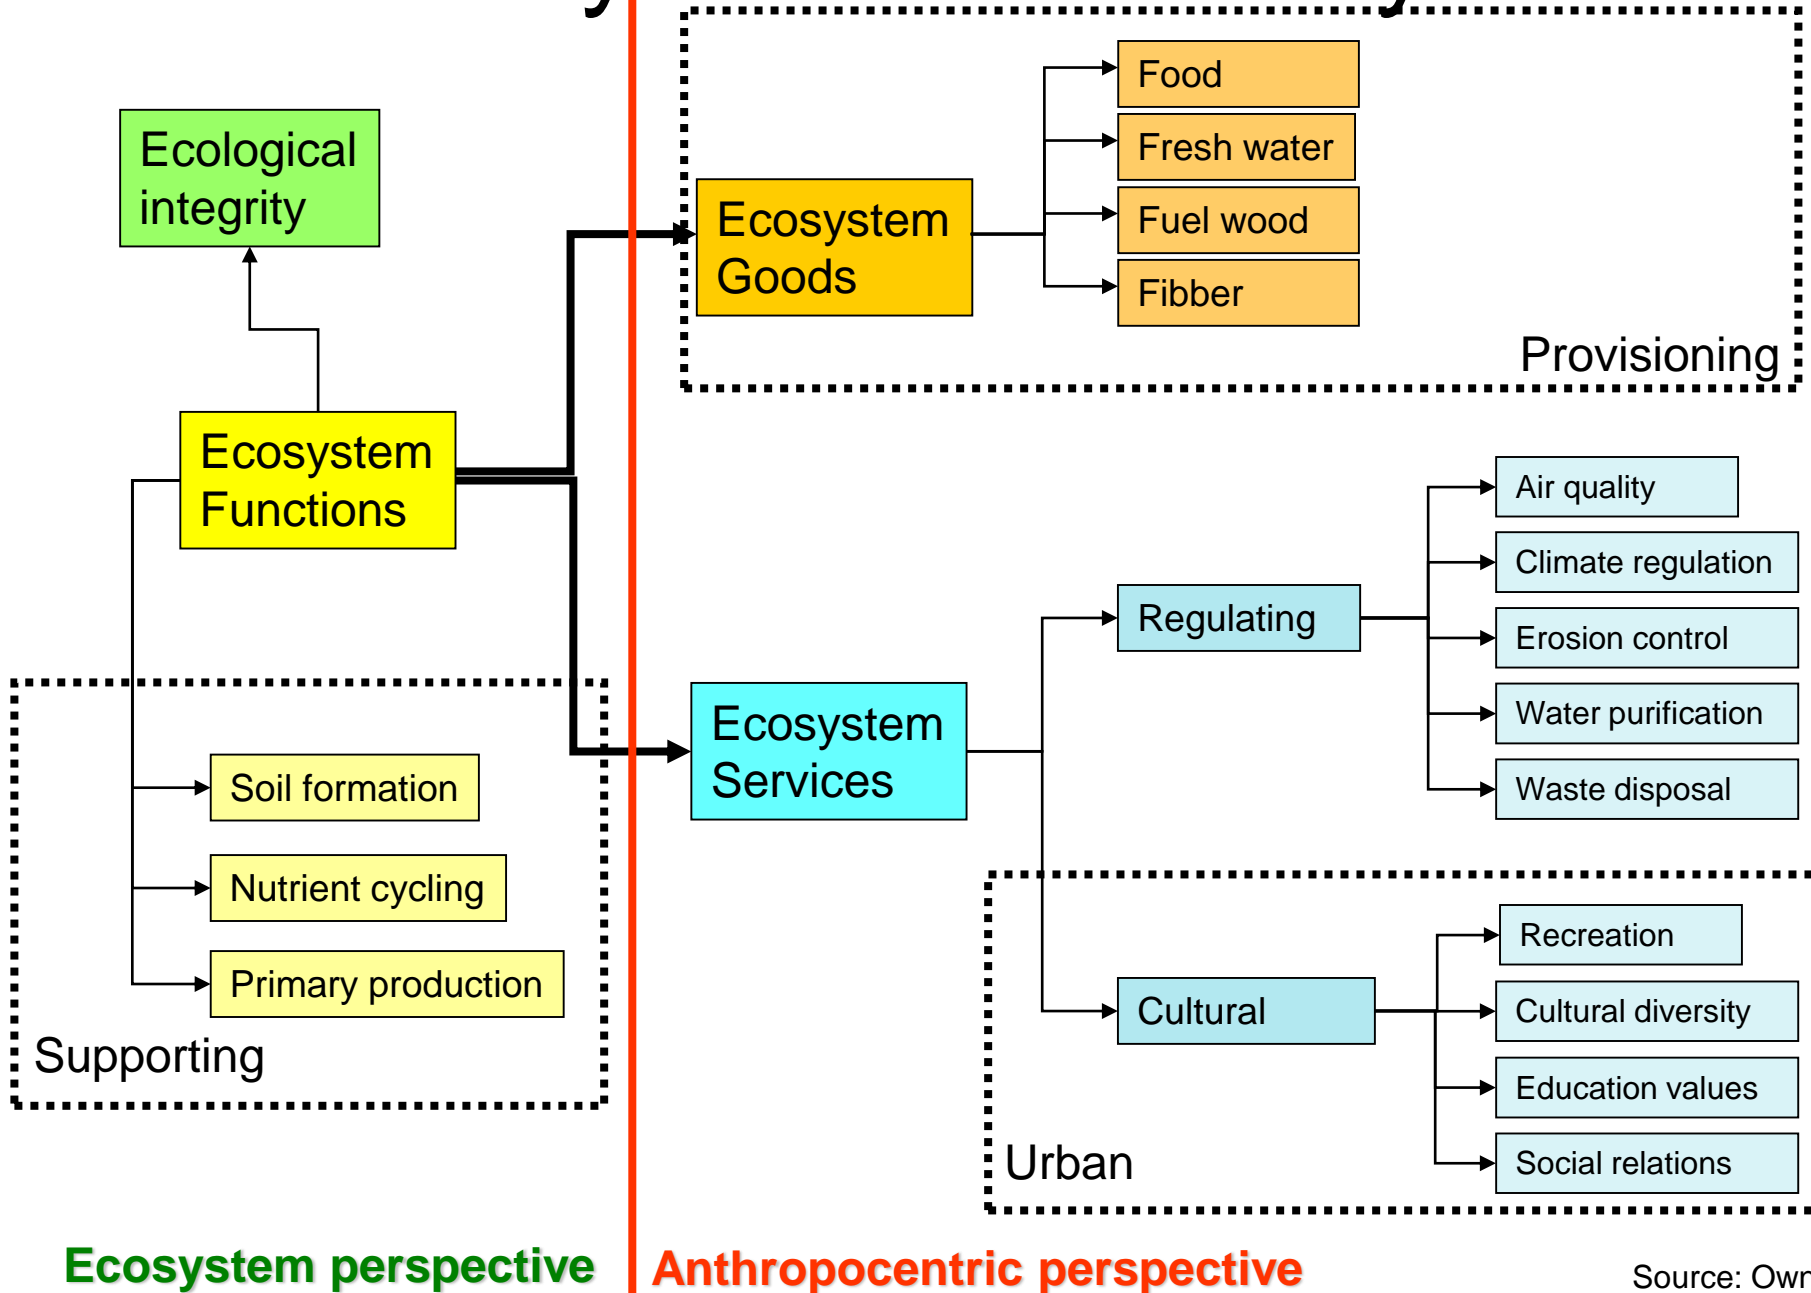 Ecological
integrity
Ecosystem
Functions
Soil formation
Nutrient cycling
Primary production
Supporting
Ecosystem perspective
Ecosystem
Goods
Food
Fresh water
Fuel wood
Fibber
Provisioning
Ecosystem
Services
Regulating
Air quality
Climate regulation
Erosion control
Water purification
Waste disposal
Cultural
Recreation
Cultural diversity
Education values
Social relations
Urban
Anthropocentric perspective
Source: Own